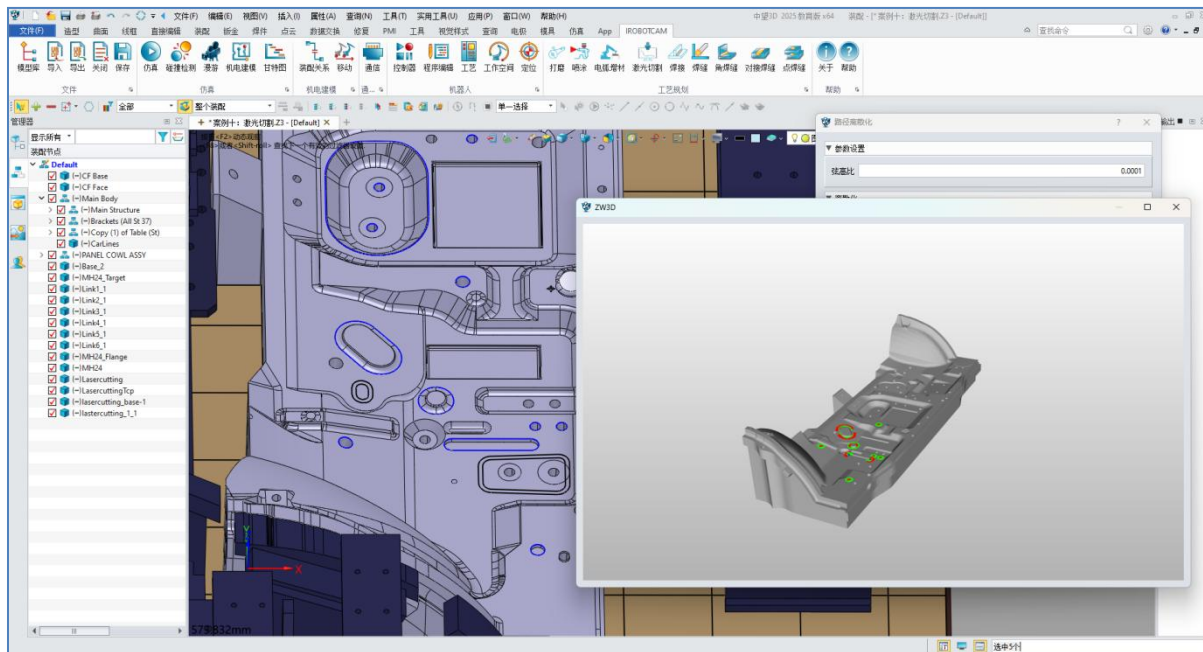 文件(F) 编辑(E) 视图(V) 插入(I) 属性(A) 查询(N) 工具(T) 实用工具(U) 应用(P) 窗口(W) 帮助(H) 中望3D 2025教育版 x64 装配 - [* 案例十：激光切割.Z3 - [Default]]
文件(F) 造型 曲面 线框 直接编辑 装配 钣金 焊件 点云 数据交换 修复 PMI 工具 视觉样式 查询 电极 模具 仿真 App IROBOTCAM 查找命令
模型库 导入 导出 关闭 保存 仿真 碰撞检测 漫游 机电建模 甘特图 装配关系 移动 通信 控制器 程序编辑 工艺 工作空间 定位 打磨 喷涂 电弧增材 激光切割 焊接 焊缝 角焊缝 对接焊缝 点焊缝 关于 帮助
文件 仿真 机电建模 通... 机器人 工艺规划 帮助
全部 整个装配 单一选择
管理器
* 案例十：激光切割.Z3 - [Default]
显示所有
装配节点
Default
(-)CF Base
(-)CF Face
(-)Main Body
(-)Main Structure
(-)Brackets (All St 37)
(-)Copy (1) of Table (St)
(-)CarLines
(-)PANEL COWL ASSY
(-)Base_2
(-)MH24_Target
(-)Link1_1
(-)Link2_1
(-)Link3_1
(-)Link4_1
(-)Link5_1
(-)Link6_1
(-)MH24_Flange
(-)MH24
(-)Lasercutting
(-)LasercuttingTcp
(-)lasercutting_base-1
(-)lastercutting_1_1
路径离散化
参数设置
弦高比 0.0001
ZW3D
Y
X
579.832mm
选中5个